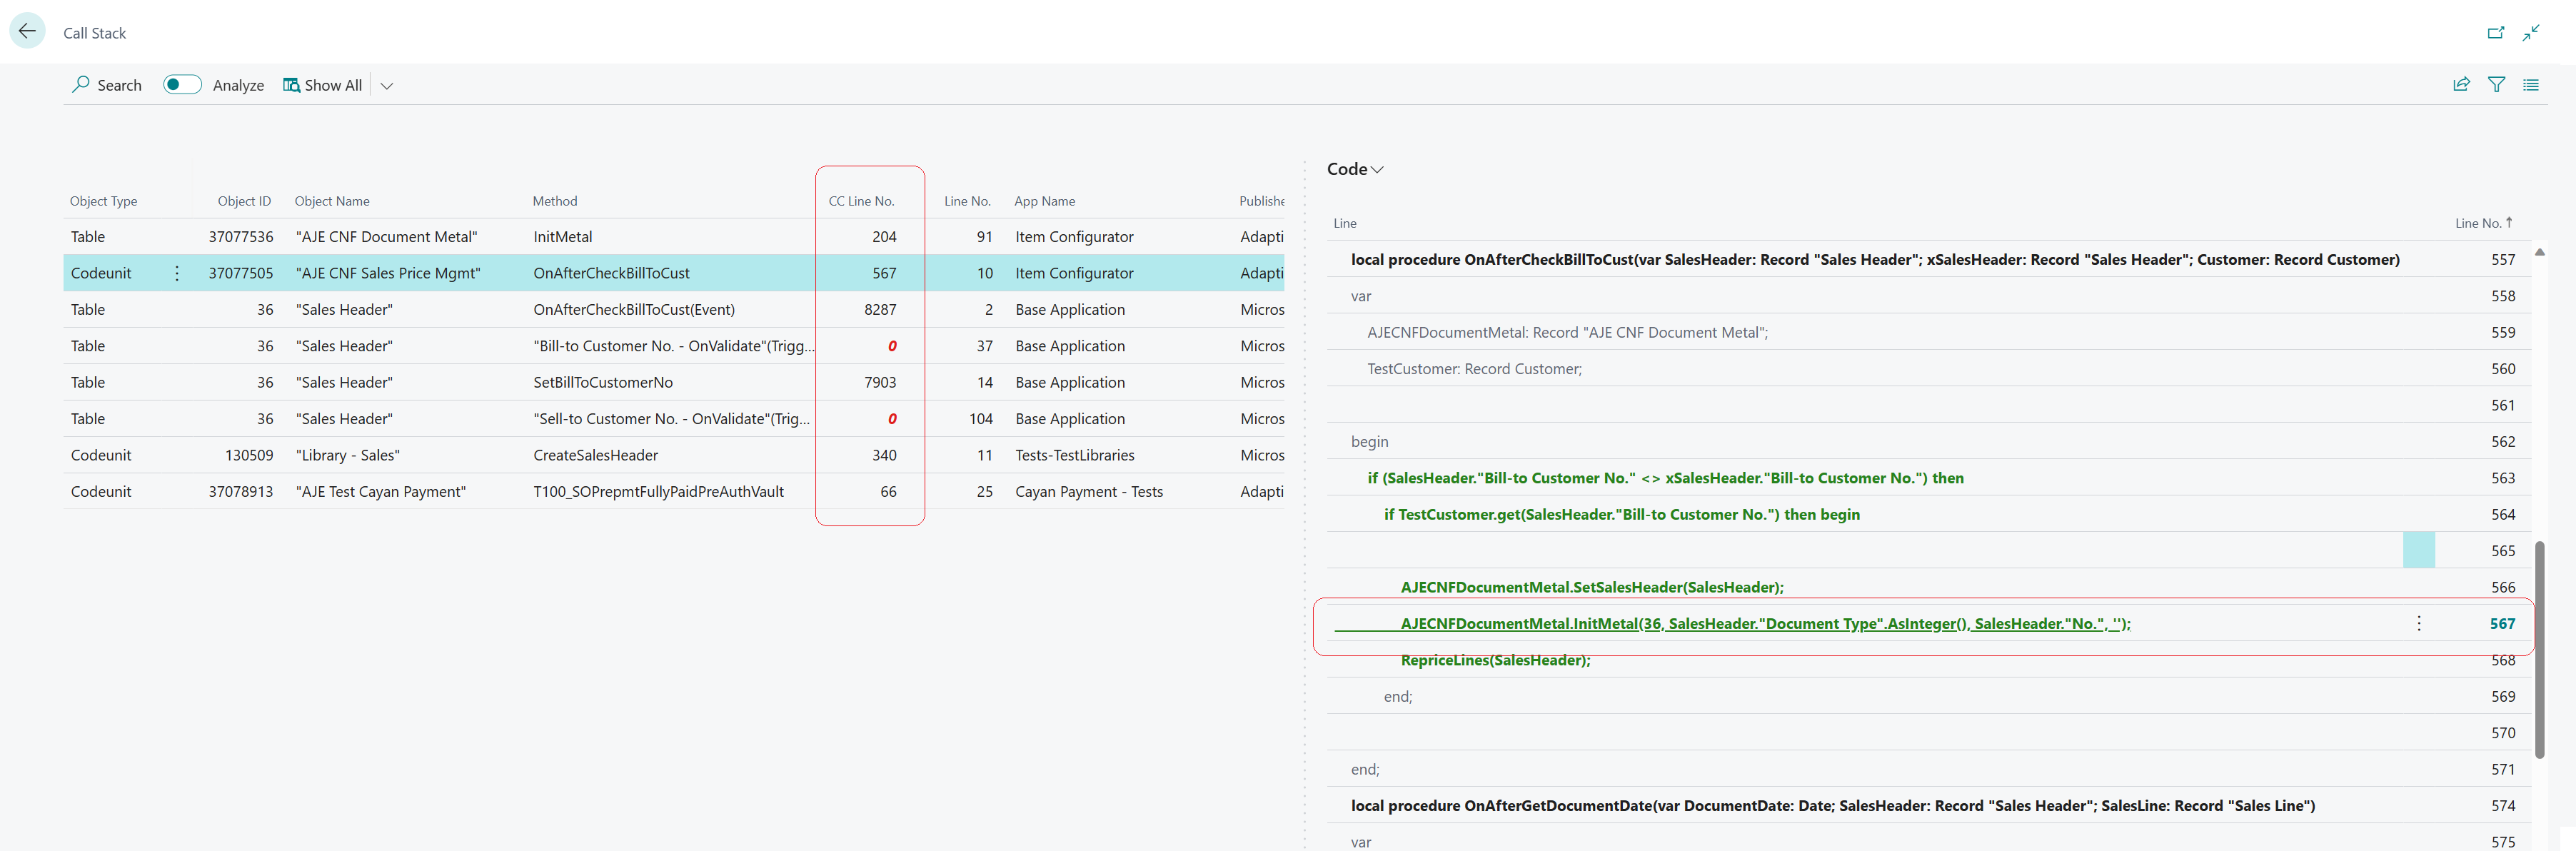 Call Stack
Search Analyze Show All
Object Type Object ID Object Name Method CC Line No. Line No. App Name Publishe
Table 37077536 "AJE CNF Document Metal" InitMetal 204 91 Item Configurator Adapti
Codeunit 37077505 "AJE CNF Sales Price Mgmt" OnAfterCheckBillToCust 567 10 Item Configurator Adapti
Table 36 "Sales Header" OnAfterCheckBillToCust(Event) 8287 2 Base Application Micros
Table 36 "Sales Header" "Bill-to Customer No. - OnValidate"(Trigg... 0 37 Base Application Micros
Table 36 "Sales Header" SetBillToCustomerNo 7903 14 Base Application Micros
Table 36 "Sales Header" "Sell-to Customer No. - OnValidate"(Trig... 0 104 Base Application Micros
Codeunit 130509 "Library - Sales" CreateSalesHeader 340 11 Tests-TestLibraries Micros
Codeunit 37078913 "AJE Test Cayan Payment" T100_SOPrepmtFullyPaidPreAuthVault 66 25 Cayan Payment - Tests Adapti
Code
Line Line No. ↑
local procedure OnAfterCheckBillToCust(var SalesHeader: Record "Sales Header"; xSalesHeader: Record "Sales Header"; Customer: Record Customer) 557
var 558
AJECNFDocumentMetal: Record "AJE CNF Document Metal"; 559
TestCustomer: Record Customer; 560
561
begin 562
if (SalesHeader."Bill-to Customer No." <> xSalesHeader."Bill-to Customer No.") then 563
if TestCustomer.get(SalesHeader."Bill-to Customer No.") then begin 564
565
AJECNFDocumentMetal.SetSalesHeader(SalesHeader); 566
AJECNFDocumentMetal.InitMetal(36, SalesHeader."Document Type".AsInteger(), SalesHeader."No.", ''); 567
RepriceLines(SalesHeader); 568
end; 569
570
end; 571
local procedure OnAfterGetDocumentDate(var DocumentDate: Date; SalesHeader: Record "Sales Header"; SalesLine: Record "Sales Line") 574
var 575